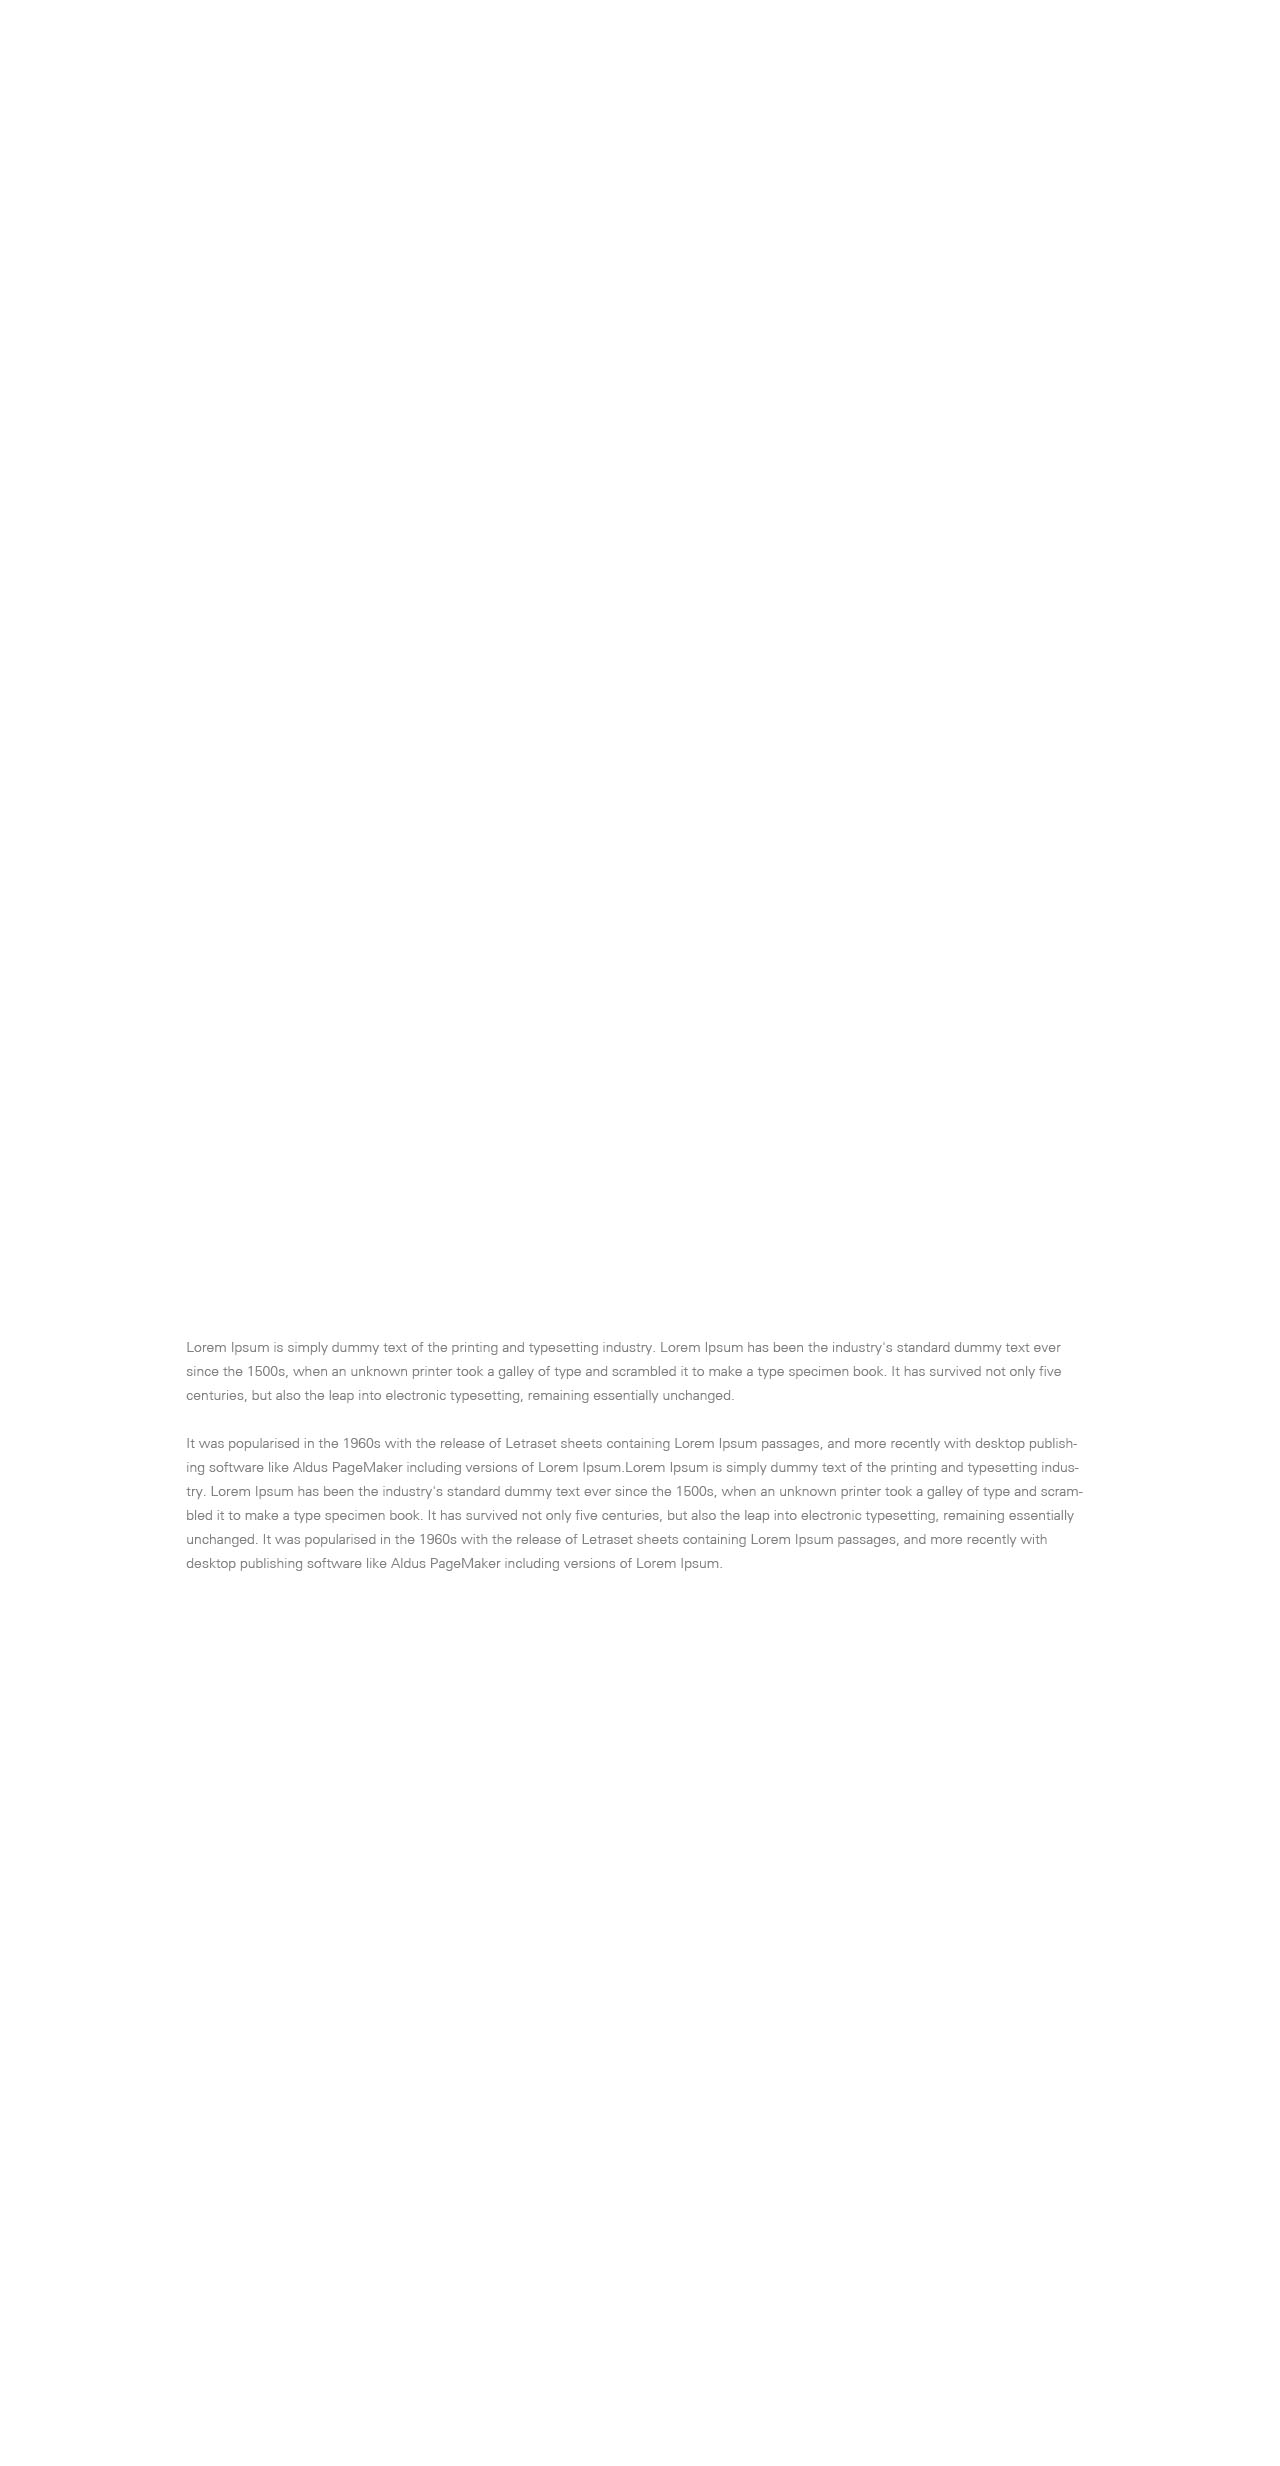 Lorem Ipsum is simply dummy text of the printing and typesetting industry. Lorem Ipsum has been the industry's standard dummy text ever
since the 1500s, when an unknown printer took a galley of type and scrambled it to make a type specimen book. It has survived not only five
centuries, but also the leap into electronic typesetting, remaining essentially unchanged.
It was popularised in the 1960s with the release of Letraset sheets containing Lorem Ipsum passages, and more recently with desktop publish-
ing software like Aldus PageMaker including versions of Lorem Ipsum.Lorem Ipsum is simply dummy text of the printing and typesetting indus-
try. Lorem Ipsum has been the industry's standard dummy text ever since the 1500s, when an unknown printer took a galley of type and scram-
bled it to make a type specimen book. It has survived not only five centuries, but also the leap into electronic typesetting, remaining essentially
unchanged. It was popularised in the 1960s with the release of Letraset sheets containing Lorem Ipsum passages, and more recently with
desktop publishing software like Aldus PageMaker including versions of Lorem Ipsum.